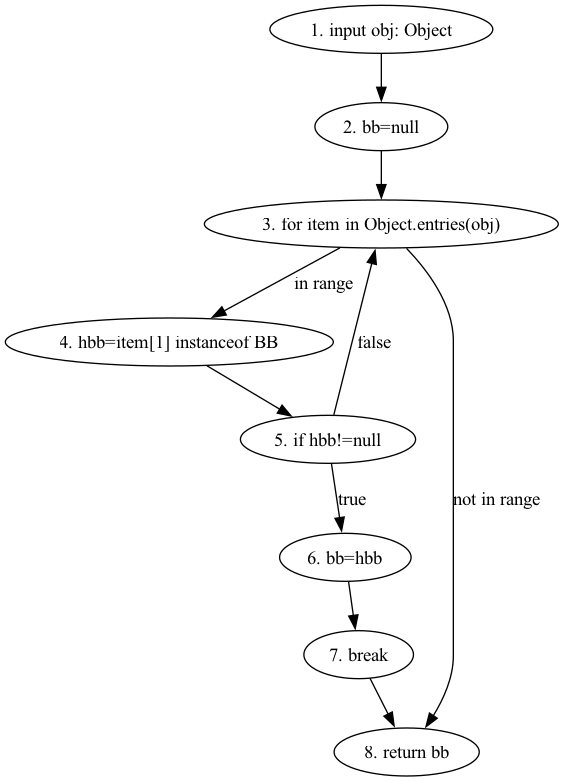 1. input obj: Object
2. bb=null
3. for item in Object.entries(obj)
in range
4. hbb=item[1] instanceof BB
false
5. if hbb!=null
true
not in range
6. bb=hbb
7. break
8. return bb